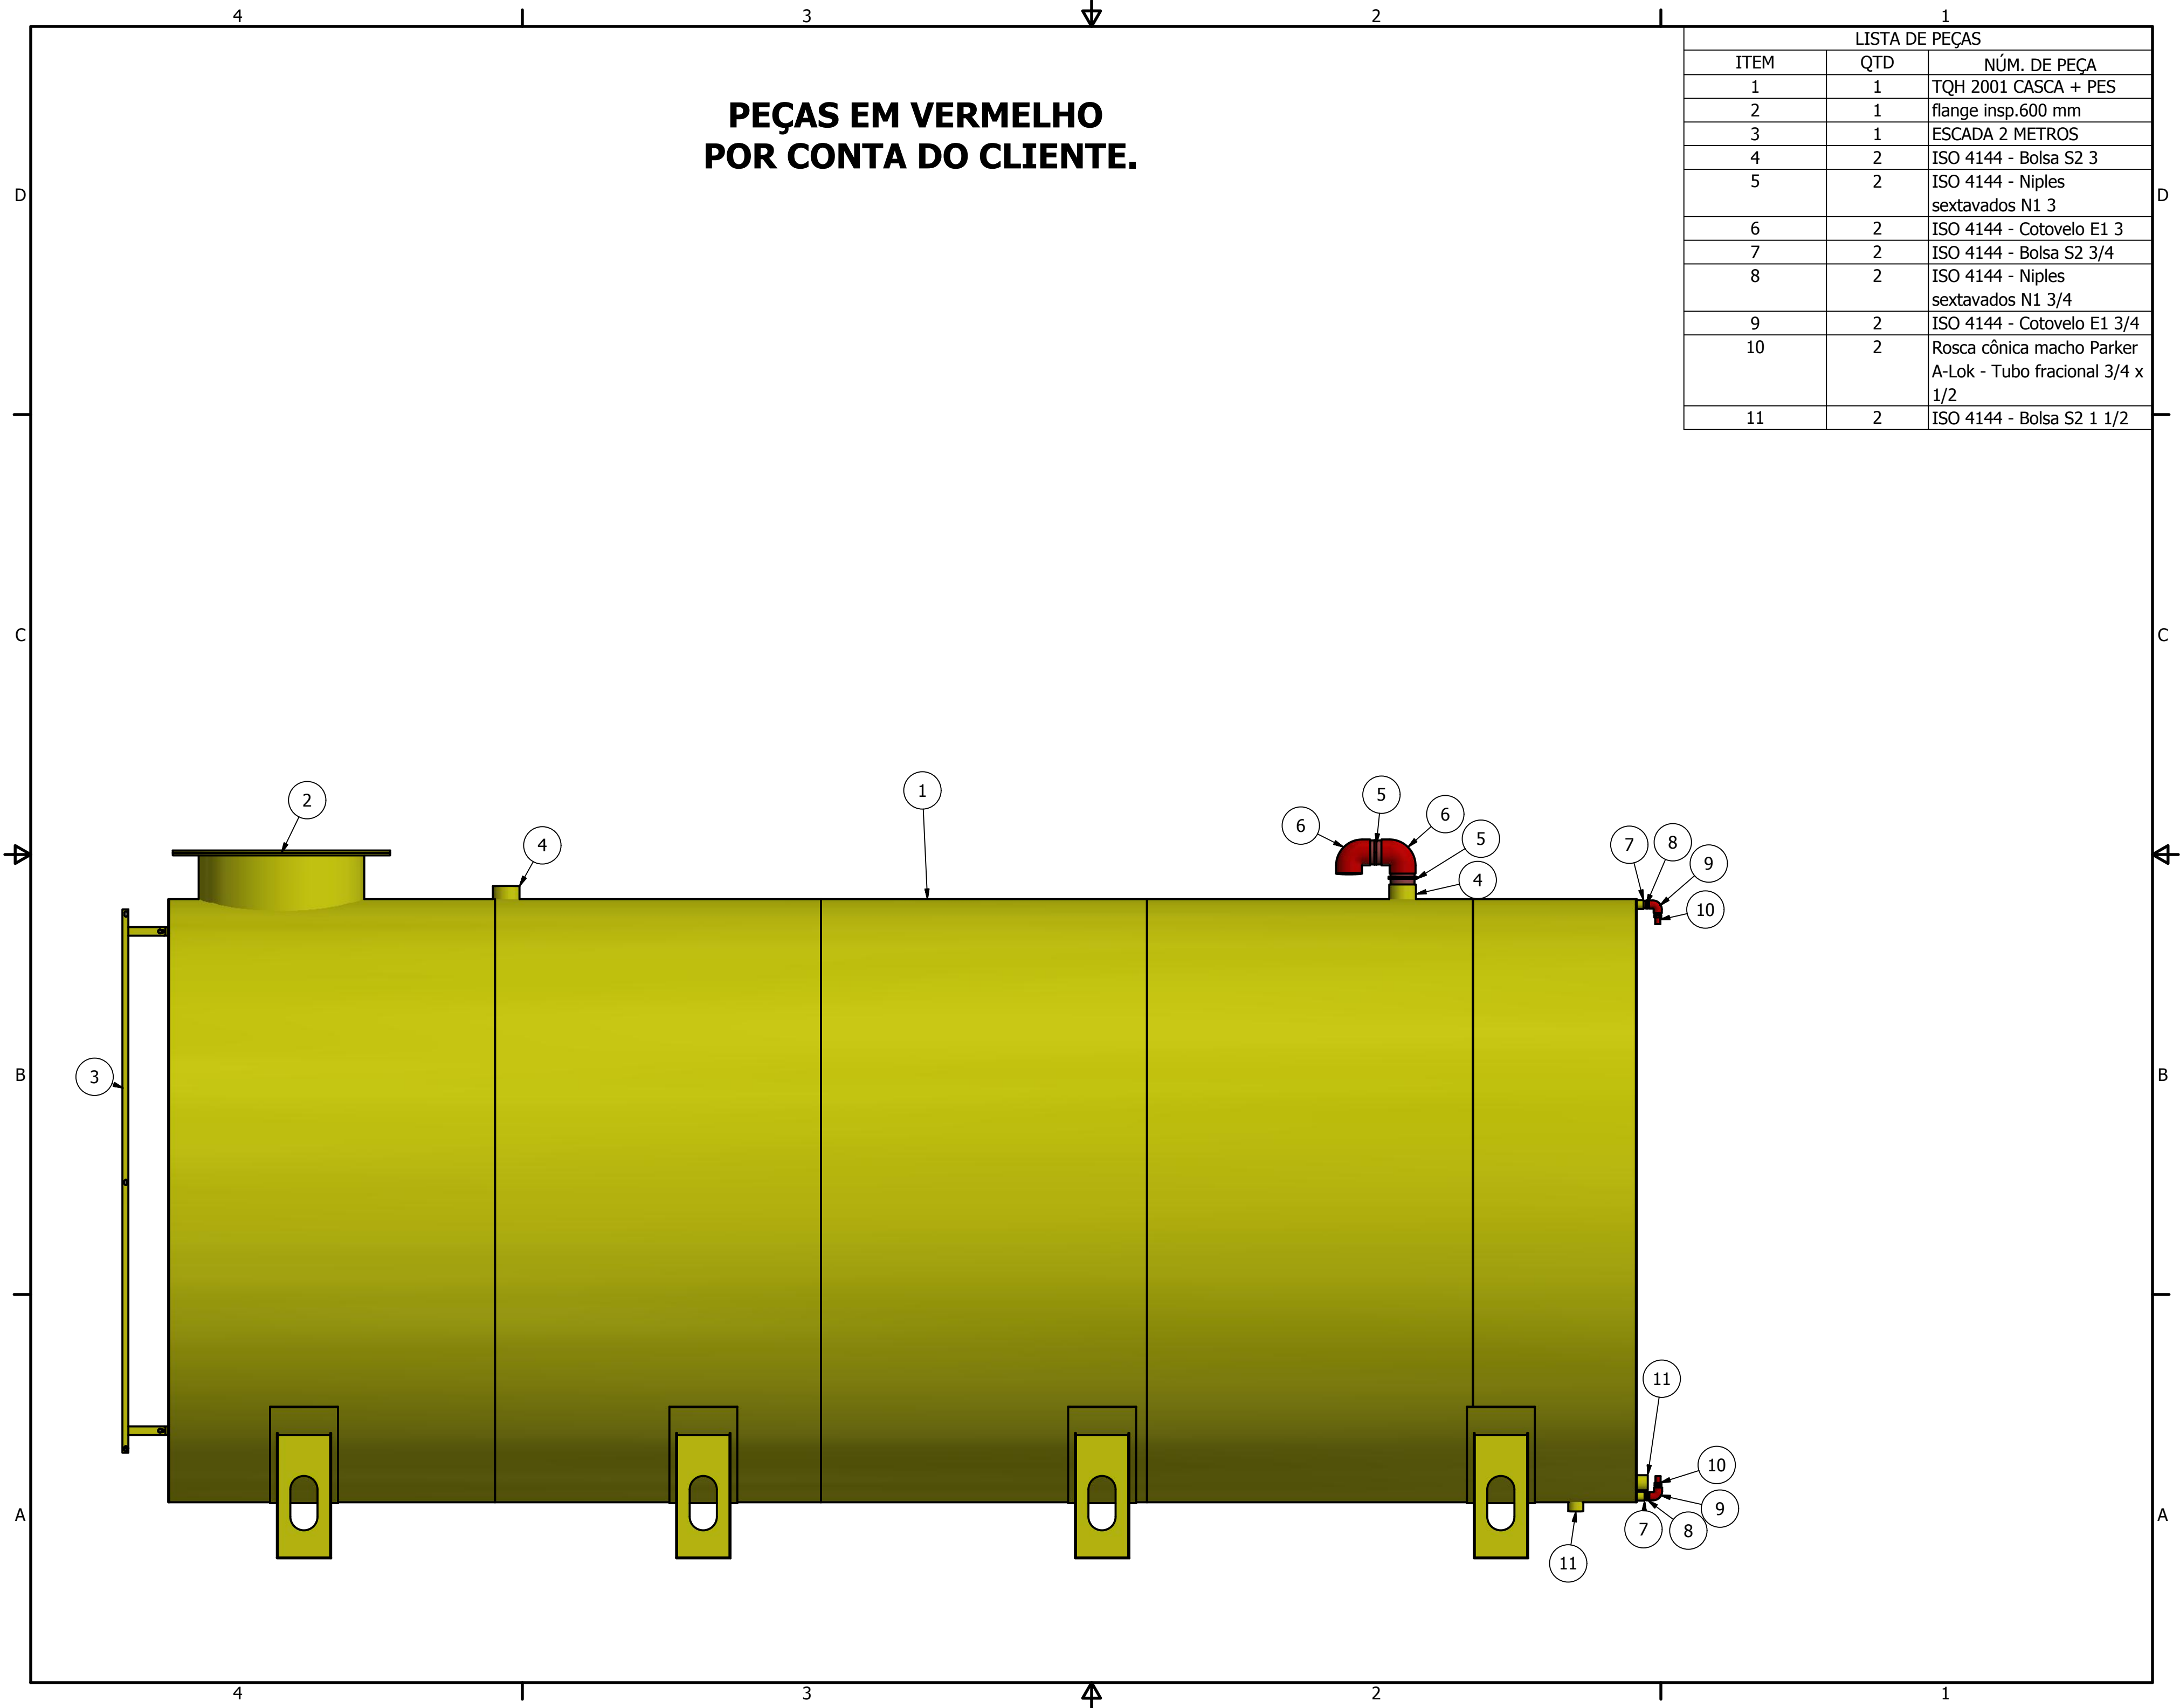 4 3 2 1
LISTA DE PEÇAS
ITEM QTD NÚM. DE PEÇA
1 1 TQH 2001 CASCA + PES
2 1 flange insp.600 mm
3 1 ESCADA 2 METROS
4 2 ISO 4144 - Bolsa S2 3
5 2 ISO 4144 - Niples
sextavados N1 3
6 2 ISO 4144 - Cotovelo E1 3
7 2 ISO 4144 - Bolsa S2 3/4
8 2 ISO 4144 - Niples
sextavados N1 3/4
9 2 ISO 4144 - Cotovelo E1 3/4
10 2 Rosca cônica macho Parker
A-Lok - Tubo fracional 3/4 x
1/2
11 2 ISO 4144 - Bolsa S2 1 1/2
PEÇAS EM VERMELHO
POR CONTA DO CLIENTE.
D D
C C
2 4 1 6 5 6 5 4 7 8 9 10
B B
3
11
10
9
8
7
11
A A
4 3 2 1